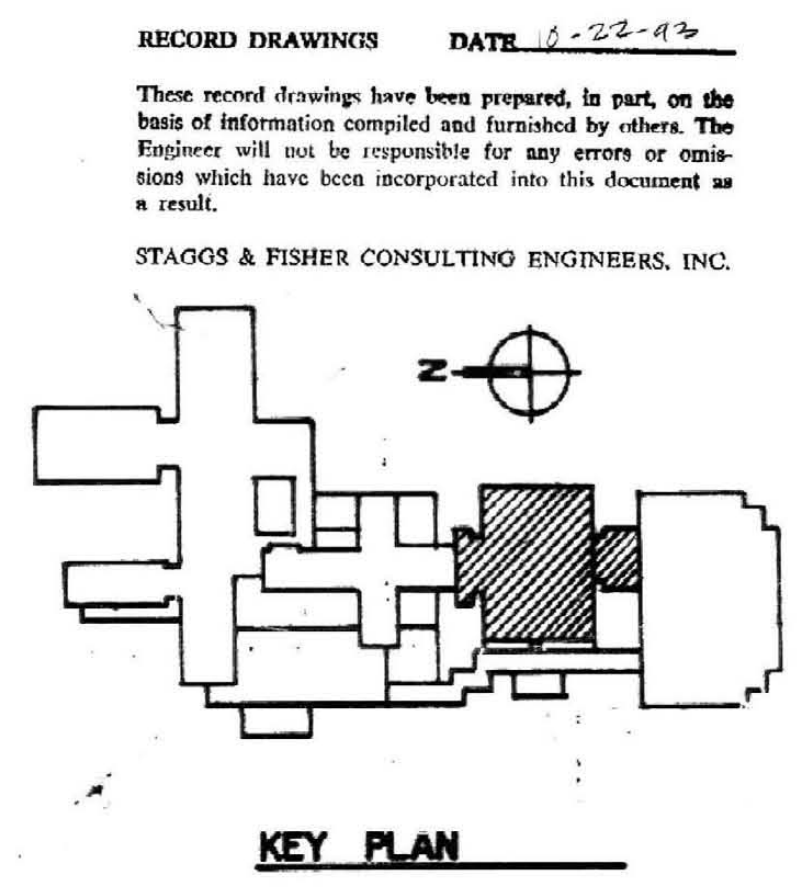 RECORD DRAWINGS DATE 10-22-93
These record drawings have been prepared, in part, on the
basis of information compiled and furnished by others. The
Engineer will not be responsible for any errors or omis-
sions which have been incorporated into this document as
a result.
STAGGS & FISHER CONSULTING ENGINEERS, INC.
N
KEY PLAN